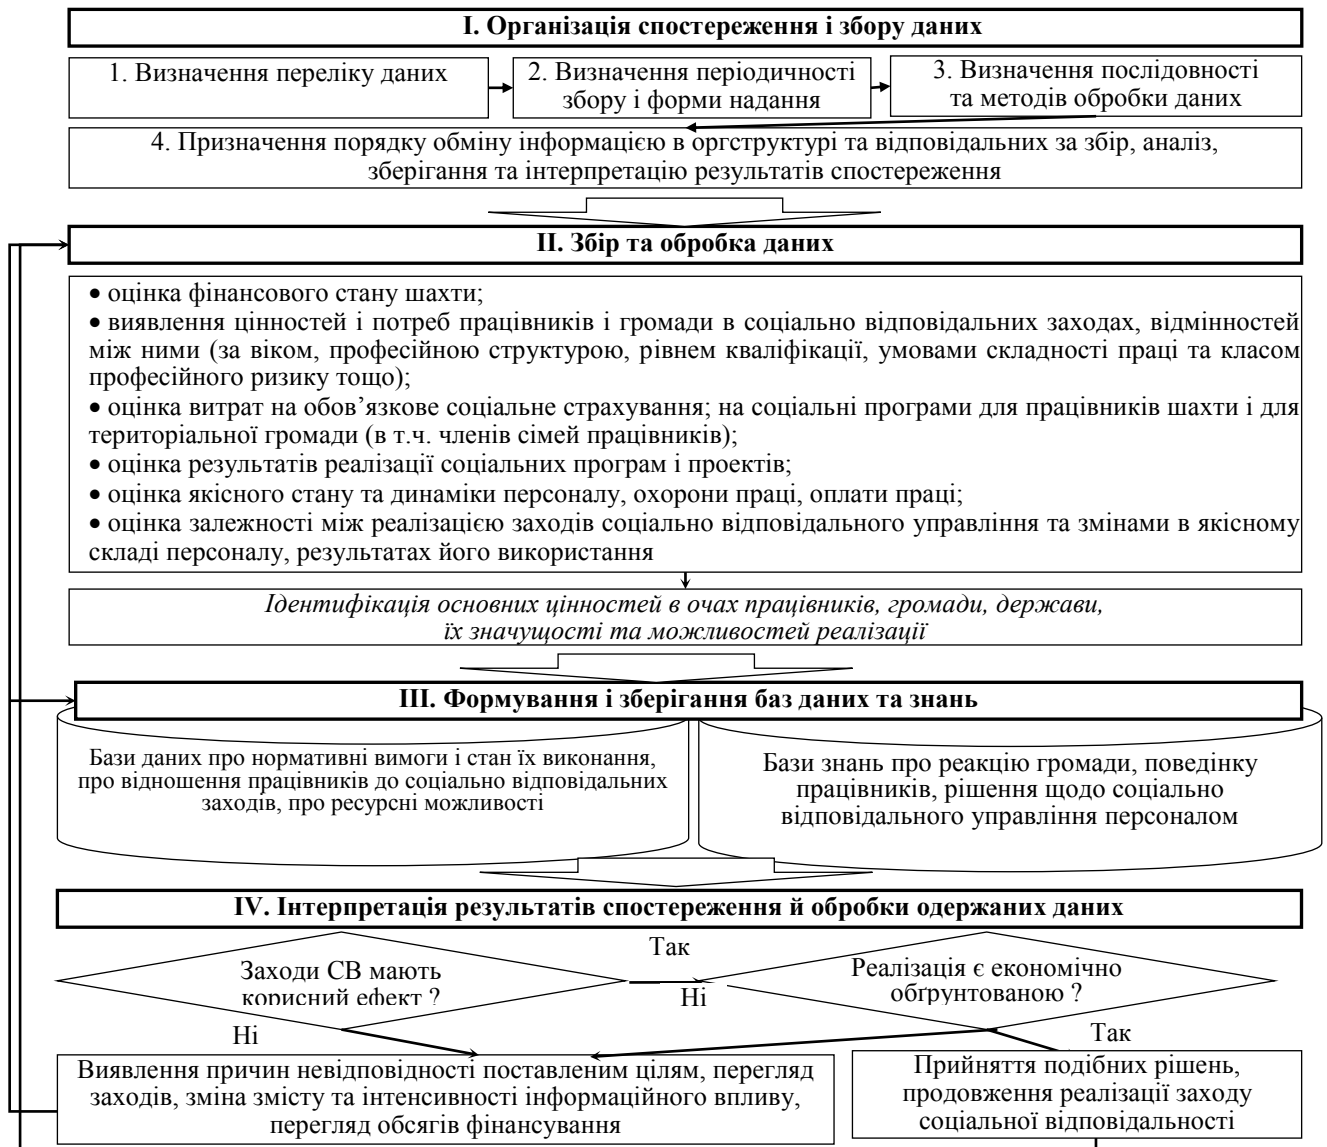 І. Організація спостереження і збору даних
1. Визначення переліку даних
2. Визначення періодичності
збору і форми надання
3. Визначення послідовності
та методів обробки даних
4. Призначення порядку обміну інформацією в оргструктурі та відповідальних за збір, аналіз,
зберігання та інтерпретацію результатів спостереження
ІІ. Збір та обробка даних
• оцінка фінансового стану шахти;
• виявлення цінностей і потреб працівників і громади в соціально відповідальних заходах, відмінностей
між ними (за віком, професійною структурою, рівнем кваліфікації, умовами складності праці та класом
професійного ризику тощо);
• оцінка витрат на обов’язкове соціальне страхування; на соціальні програми для працівників шахти і для
територіальної громади (в т.ч. членів сімей працівників);
• оцінка результатів реалізації соціальних програм і проектів;
• оцінка якісного стану та динаміки персоналу, охорони праці, оплати праці;
• оцінка залежності між реалізацією заходів соціально відповідального управління та змінами в якісному
складі персоналу, результатах його використання
Ідентифікація основних цінностей в очах працівників, громади, держави,
їх значущості та можливостей реалізації
ІІІ. Формування і зберігання баз даних та знань
Бази даних про нормативні вимоги і стан їх виконання,
про відношення працівників до соціально відповідальних
заходів, про ресурсні можливості
Бази знань про реакцію громади, поведінку
працівників, рішення щодо соціально
відповідального управління персоналом
IV. Інтерпретація результатів спостереження й обробки одержаних даних
Заходи СВ мають
корисний ефект ?
Так
Ні
Реалізація є економічно
обґрунтованою ?
Ні
Так
Виявлення причин невідповідності поставленим цілям, перегляд
заходів, зміна змісту та інтенсивності інформаційного впливу,
перегляд обсягів фінансування
Прийняття подібних рішень,
продовження реалізації заходу
соціальної відповідальності